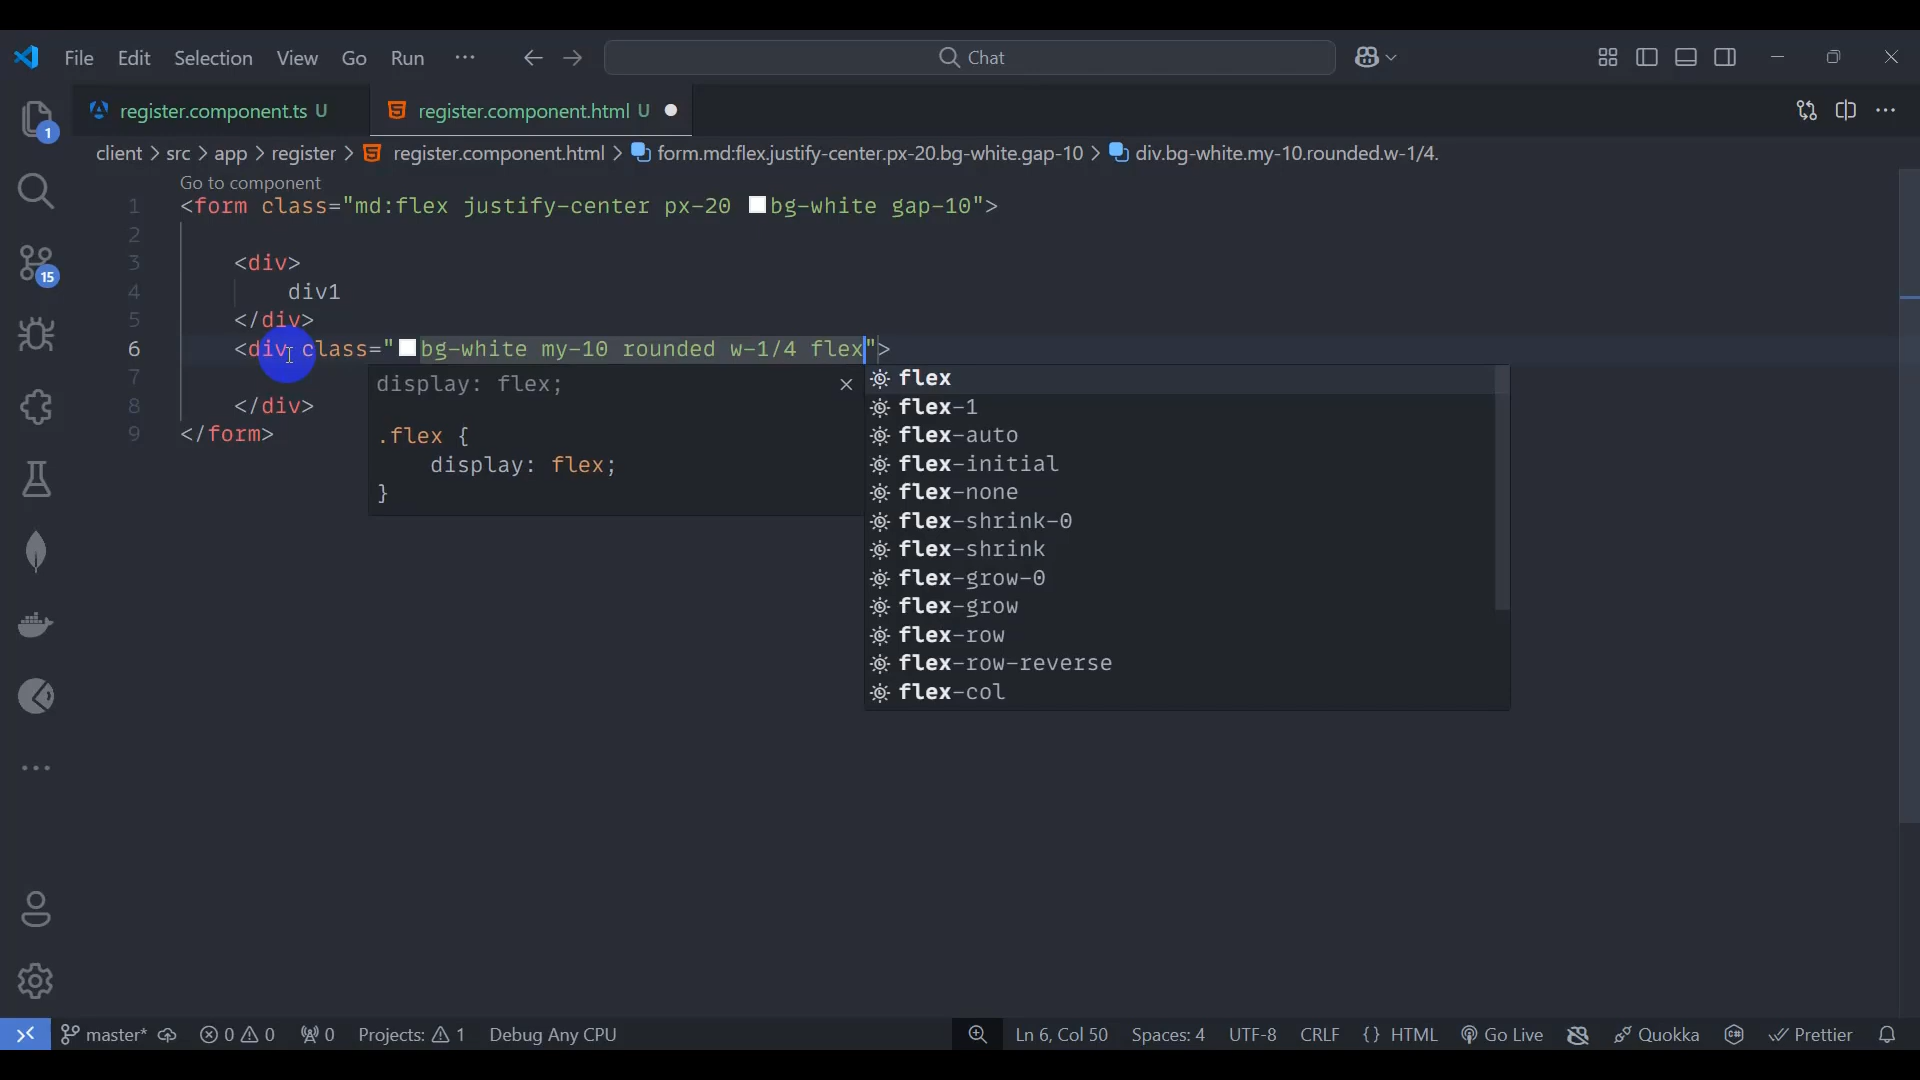 File Edit Selection View Go Run ··· Chat
register.component.ts U register.component.html U
1
client > src > app > register > register.component.html > form.md:flex.justify-center.px-20.bg-white.gap-10 > div.bg-white.my-10.rounded.w-1/4.
Go to component
1 <form class="md:flex justify-center px-20 bg-white gap-10">
2
3 <div>
15
4 div1
5 </div>
6 <div class="bg-white my-10 rounded w-1/4 flex">
7
8 </div>
9 </form>
display: flex;
.flex {
display: flex;
}
flex
flex-1
flex-auto
flex-initial
flex-none
flex-shrink-0
flex-shrink
flex-grow-0
flex-grow
flex-row
flex-row-reverse
flex-col
master* 0 0 0 Projects: 1 Debug Any CPU Ln 6, Col 50 Spaces: 4 UTF-8 CRLF {} HTML Go Live Quokka Prettier